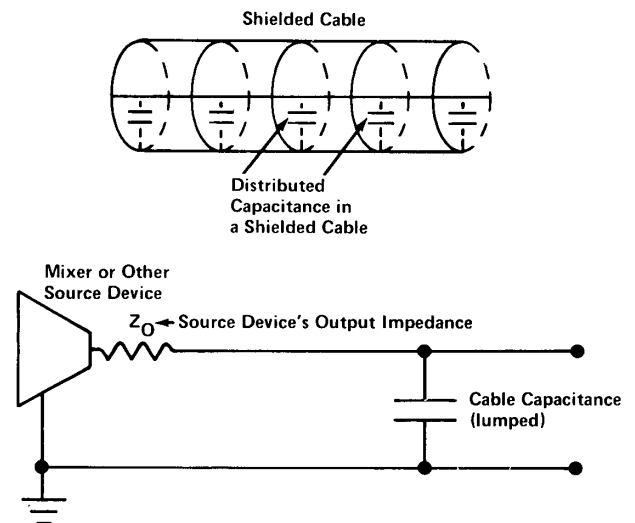 Shielded Cable
Distributed
Capacitance in
a Shielded Cable
Mixer or Other
Source Device
ZO Source Device's Output Impedance
Cable Capacitance
(lumped)